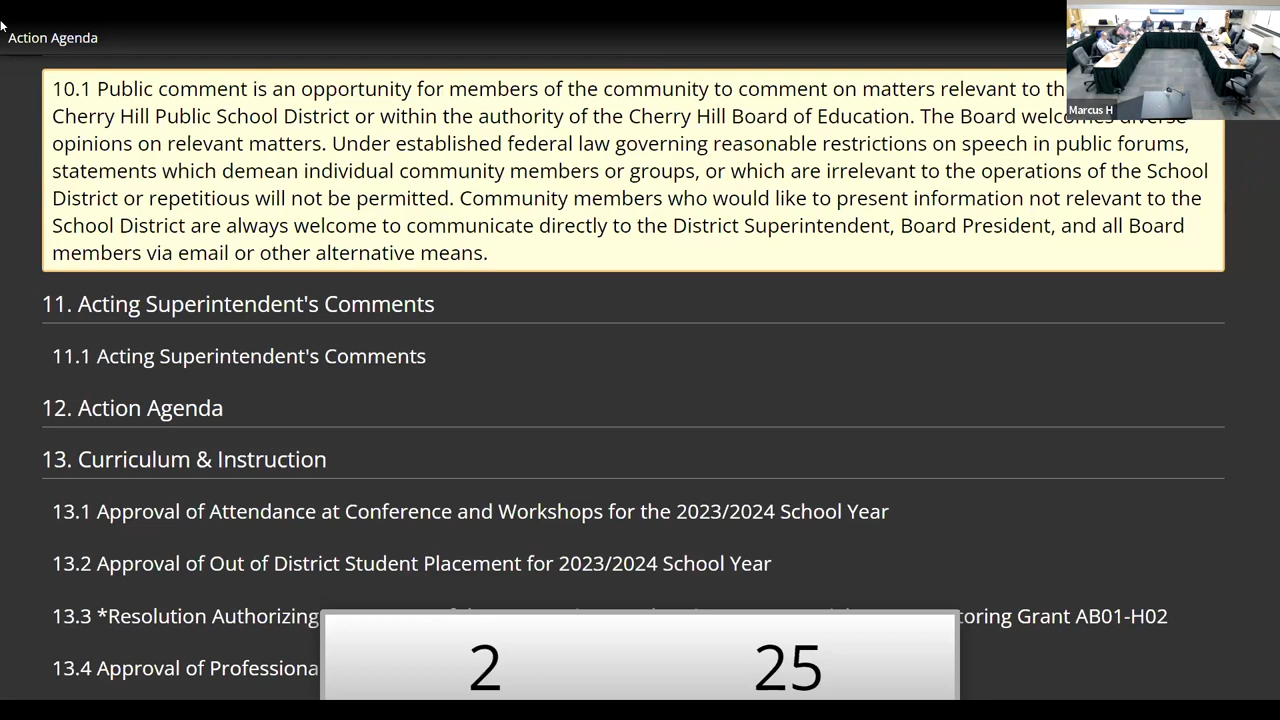 Action Agenda
10.1 Public comment is an opportunity for members of the community to comment on matters relevant to th
Cherry Hill Public School District or within the authority of the Cherry Hill Board of Education. The Board welcomes diverse
opinions on relevant matters. Under established federal law governing reasonable restrictions on speech in public forums,
statements which demean individual community members or groups, or which are irrelevant to the operations of the School
District or repetitious will not be permitted. Community members who would like to present information not relevant to the
School District are always welcome to communicate directly to the District Superintendent, Board President, and all Board
members via email or other alternative means.
Marcus H
11. Acting Superintendent's Comments
11.1 Acting Superintendent's Comments
12. Action Agenda
13. Curriculum & Instruction
13.1 Approval of Attendance at Conference and Workshops for the 2023/2024 School Year
13.2 Approval of Out of District Student Placement for 2023/2024 School Year
13.3 *Resolution Authorizing toring Grant AB01-H02
13.4 Approval of Professiona
2 25